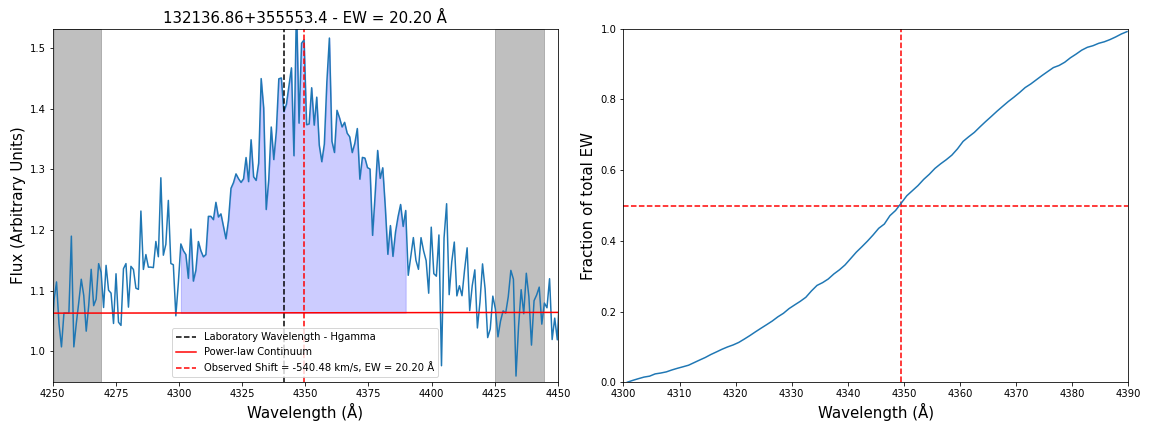 132136.86+355553.4 - EW = 20.20 Å
Flux (Arbitrary Units)
1.5
1.4
1.3
1.2
1.1
1.0
Laboratory Wavelength - Hgamma
Power-law Continuum
Observed Shift = -540.48 km/s, EW = 20.20 Å
4250 4275 4300 4325 4350 4375 4400 4425 4450
Wavelength (Å)
Fraction of total EW
1.0
0.8
0.6
0.4
0.2
0.0
4300 4310 4320 4330 4340 4350 4360 4370 4380 4390
Wavelength (Å)